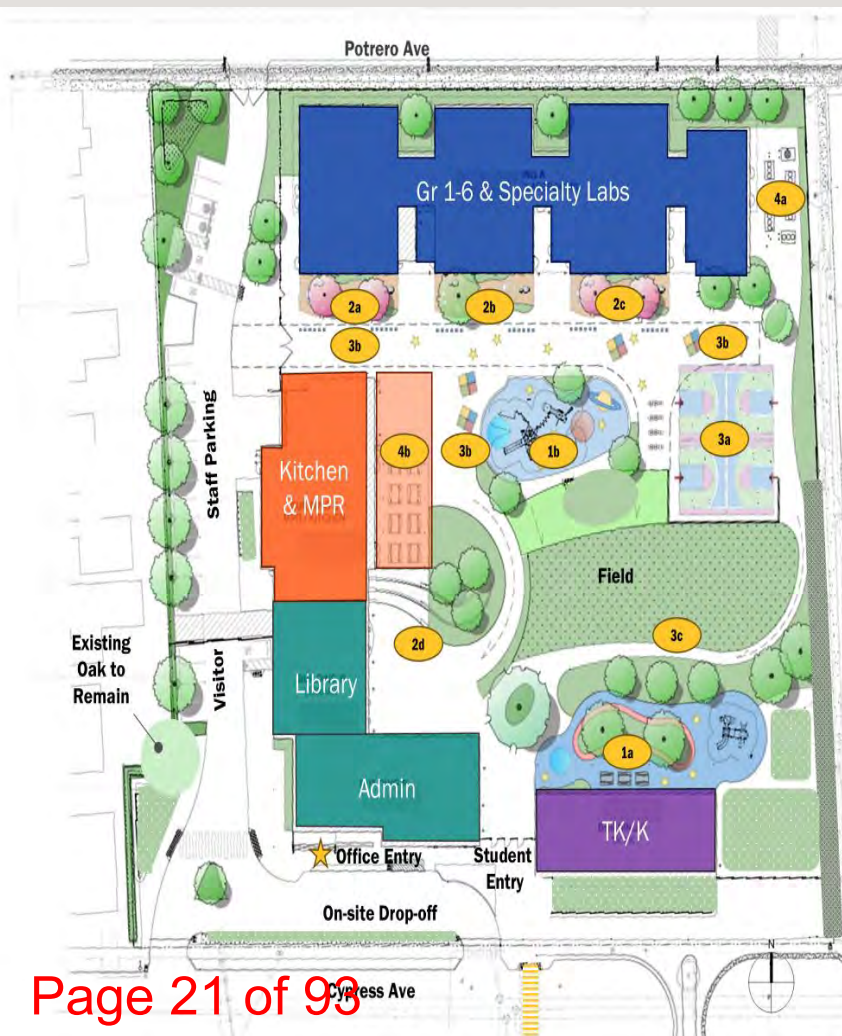 Potrero Ave
Gr 1-6 & Specialty Labs
4a
2a
2b
2c
3b
3b
Staff Parking
Kitchen
& MPR
4b
3b
1b
3a
Field
3c
2d
Existing
Oak to
Remain
Visitor
Library
1a
Admin
TK/K
Office Entry
Student
Entry
On-site Drop-off
N
Page 21 of 93
Cypress Ave